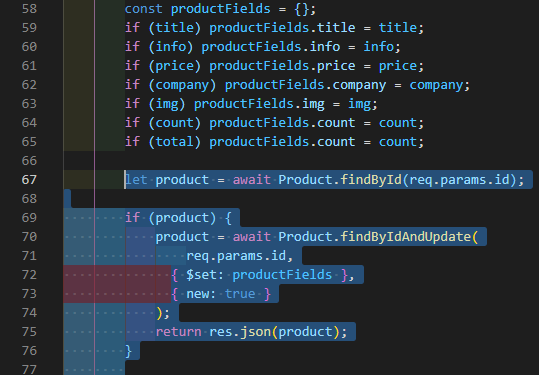 58 const productFields = {};
59 if (title) productFields.title = title;
60 if (info) productFields.info = info;
61 if (price) productFields.price = price;
62 if (company) productFields.company = company;
63 if (img) productFields.img = img;
64 if (count) productFields.count = count;
65 if (total) productFields.count = count;
66
67 let product = await Product.findById(req.params.id);
68
69 if (product) {
70 product = await Product.findByIdAndUpdate(
71 req.params.id,
72 { $set: productFields },
73 { new: true }
74 );
75 return res.json(product);
76 }
77